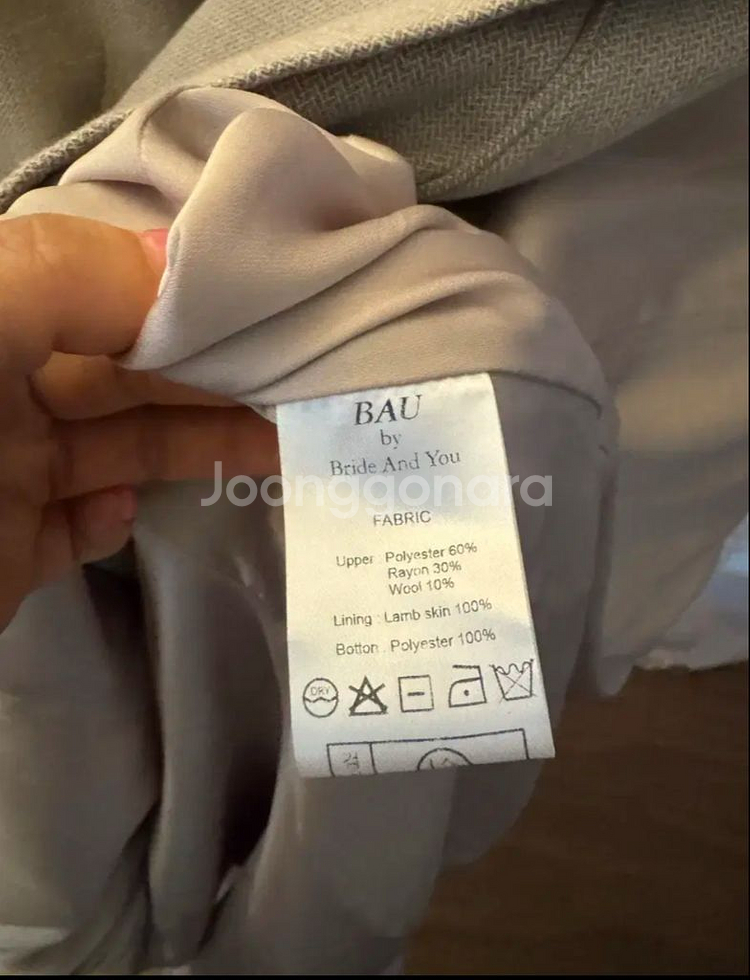 BAU
by
Bride And You
Joonggonara
FABRIC
Upper : Polyester 60%
Rayon 30%
Wool 10%
Lining : Lamb skin 100%
Botton : Polyester 100%
DRY